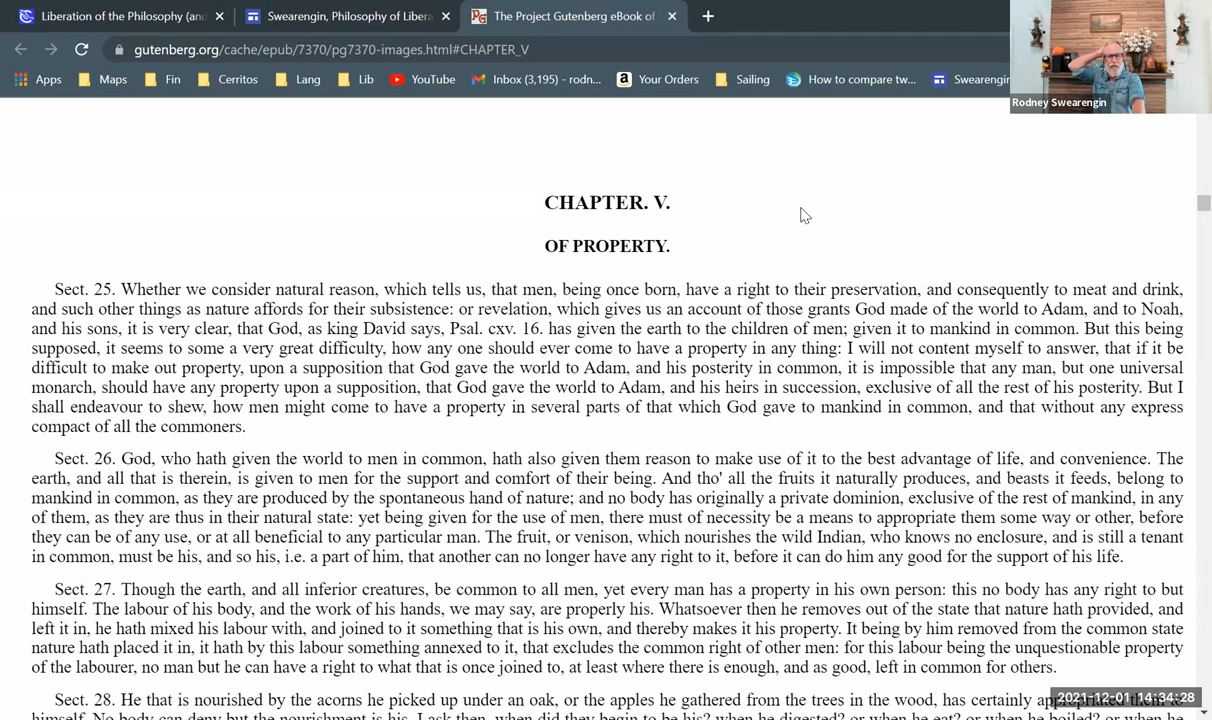 Liberation of the Philosophy (and
Swearengin, Philosophy of Libera
The Project Gutenberg eBook of
gutenberg.org/cache/epub/7370/pg7370-images.html#CHAPTER_V
Apps Maps Fin Cerritos Lang Lib YouTube Inbox (3,195) - rodn... Your Orders Sailing How to compare tw... Swearengin
Rodney Swearengin
CHAPTER. V.
OF PROPERTY.
Sect. 25. Whether we consider natural reason, which tells us, that men, being once born, have a right to their preservation, and consequently to meat and drink,
and such other things as nature affords for their subsistence: or revelation, which gives us an account of those grants God made of the world to Adam, and to Noah,
and his sons, it is very clear, that God, as king David says, Psal. cxv. 16. has given the earth to the children of men; given it to mankind in common. But this being
supposed, it seems to some a very great difficulty, how any one should ever come to have a property in any thing: I will not content myself to answer, that if it be
difficult to make out property, upon a supposition that God gave the world to Adam, and his posterity in common, it is impossible that any man, but one universal
monarch, should have any property upon a supposition, that God gave the world to Adam, and his heirs in succession, exclusive of all the rest of his posterity. But I
shall endeavour to shew, how men might come to have a property in several parts of that which God gave to mankind in common, and that without any express
compact of all the commoners.
Sect. 26. God, who hath given the world to men in common, hath also given them reason to make use of it to the best advantage of life, and convenience. The
earth, and all that is therein, is given to men for the support and comfort of their being. And tho' all the fruits it naturally produces, and beasts it feeds, belong to
mankind in common, as they are produced by the spontaneous hand of nature; and no body has originally a private dominion, exclusive of the rest of mankind, in any
of them, as they are thus in their natural state: yet being given for the use of men, there must of necessity be a means to appropriate them some way or other, before
they can be of any use, or at all beneficial to any particular man. The fruit, or venison, which nourishes the wild Indian, who knows no enclosure, and is still a tenant
in common, must be his, and so his, i.e. a part of him, that another can no longer have any right to it, before it can do him any good for the support of his life.
Sect. 27. Though the earth, and all inferior creatures, be common to all men, yet every man has a property in his own person: this no body has any right to but
himself. The labour of his body, and the work of his hands, we may say, are properly his. Whatsoever then he removes out of the state that nature hath provided, and
left it in, he hath mixed his labour with, and joined to it something that is his own, and thereby makes it his property. It being by him removed from the common state
nature hath placed it in, it hath by this labour something annexed to it, that excludes the common right of other men: for this labour being the unquestionable property
of the labourer, no man but he can have a right to what that is once joined to, at least where there is enough, and as good, left in common for others.
Sect. 28. He that is nourished by the acorns he picked up under an oak, or the apples he gathered from the trees in the wood, has certainly
2021-12-01 14:34:28
himself. No body can deny but the nourishment is his. I ask then, when did they begin to be his? when he digested? or when he eat? or when he boiled? or when he